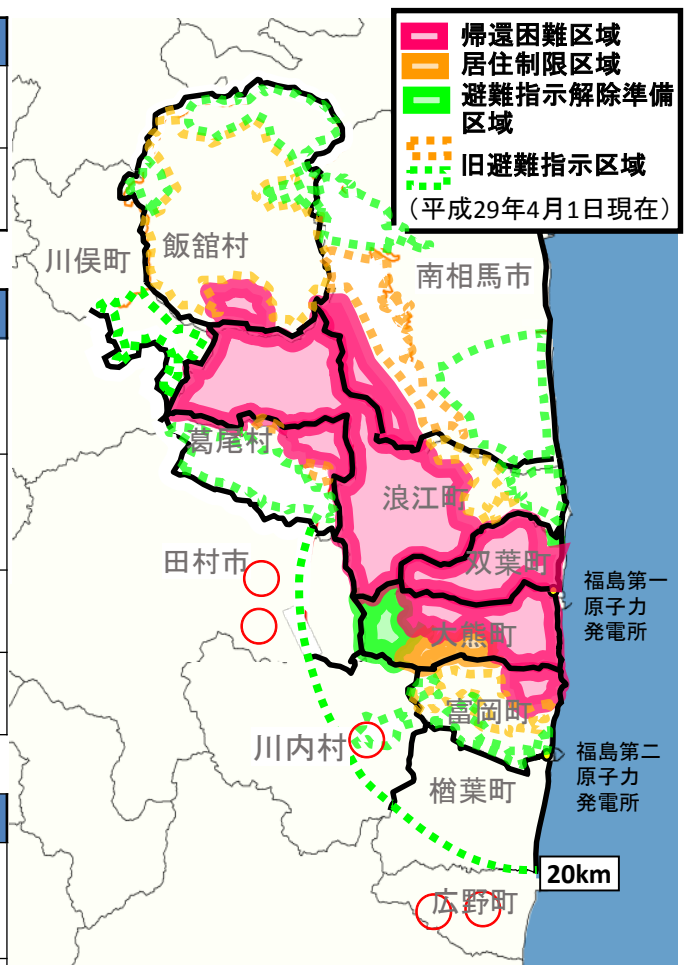 帰還困難区域
居住制限区域
避難指示解除準備
区域
旧避難指示区域
（平成29年4月1日現在）
川俣町
飯舘村
南相馬市
葛尾村
浪江町
田村市
双葉町
福島第一
原子力
発電所
大熊町
富岡町
川内村
福島第二
原子力
発電所
楢葉町
20km
広野町